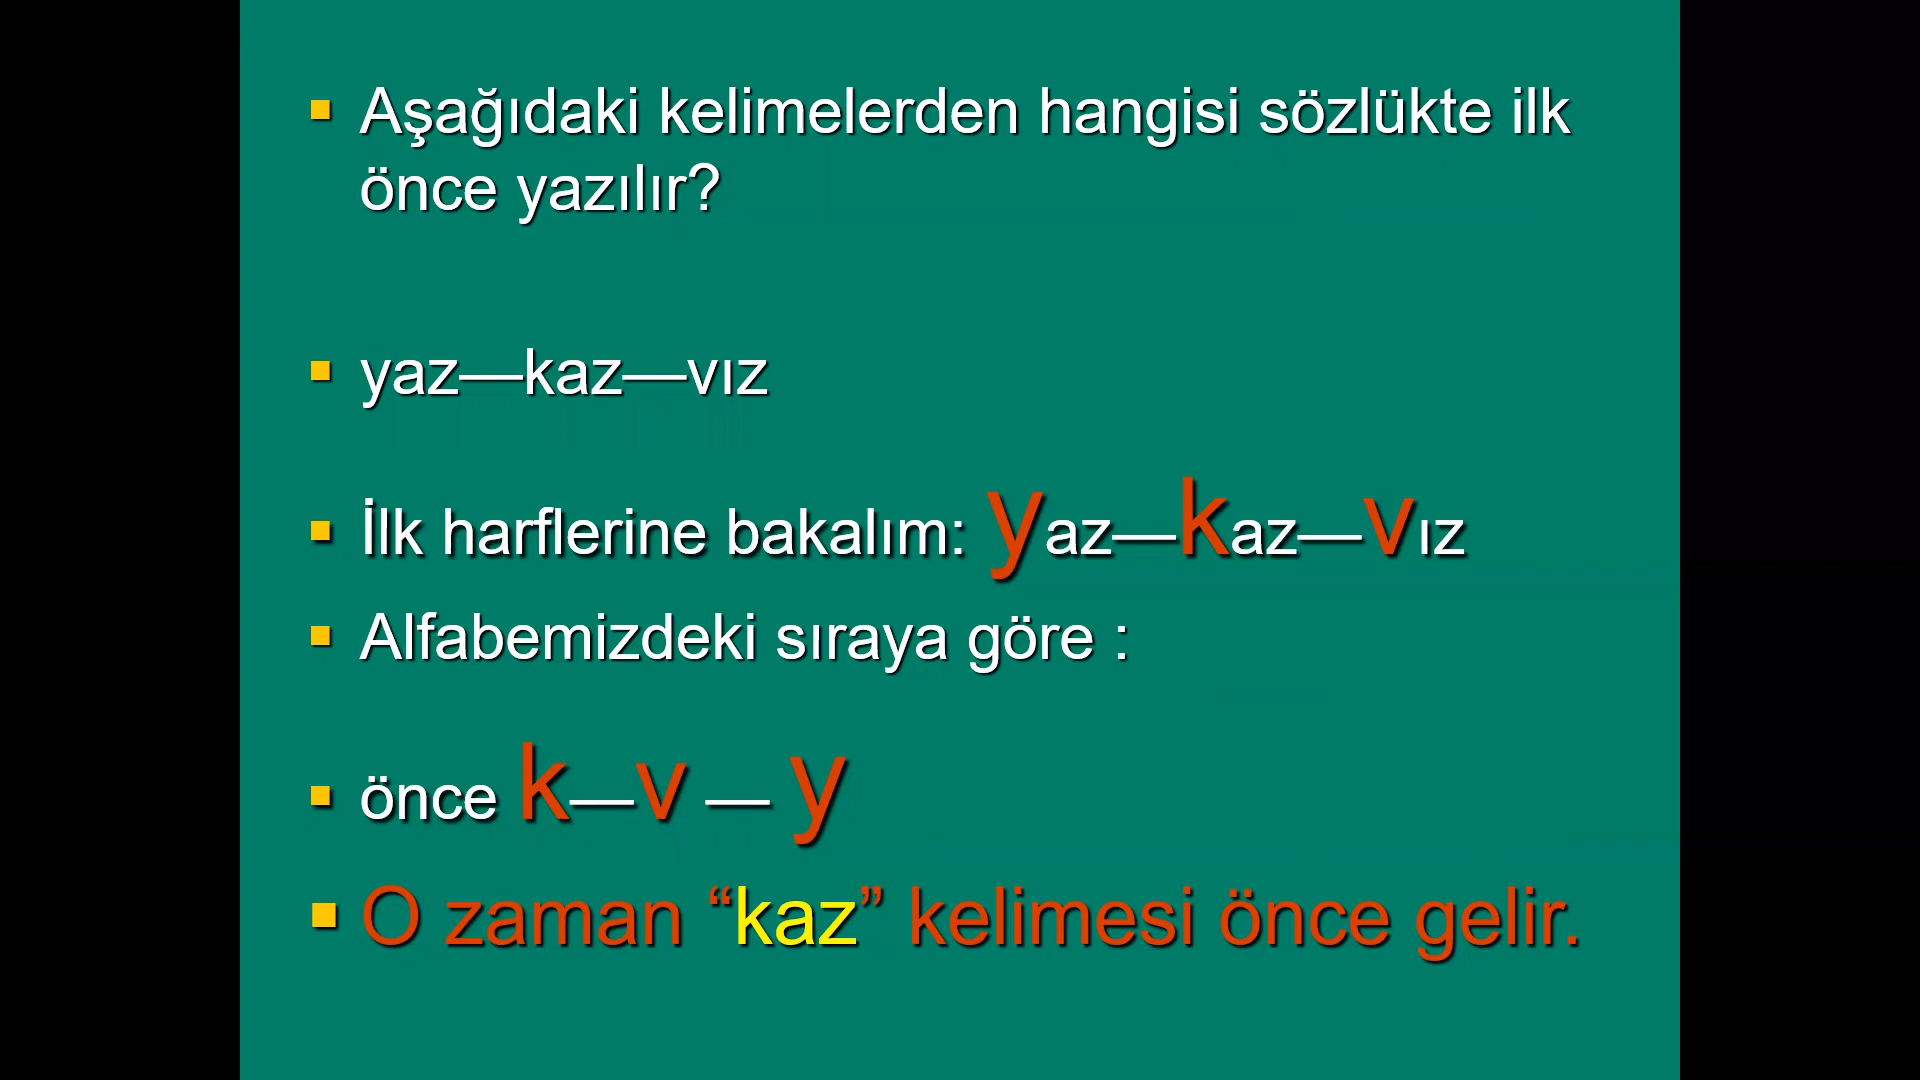 Aşağıdaki kelimelerden hangisi sözlükte ilk
önce yazılır?
yaz—kaz—vız
İlk harflerine bakalım: yaz—kaz—vız
Alfabemizdeki sıraya göre :
önce k—v — y
O zaman “kaz” kelimesi önce gelir.